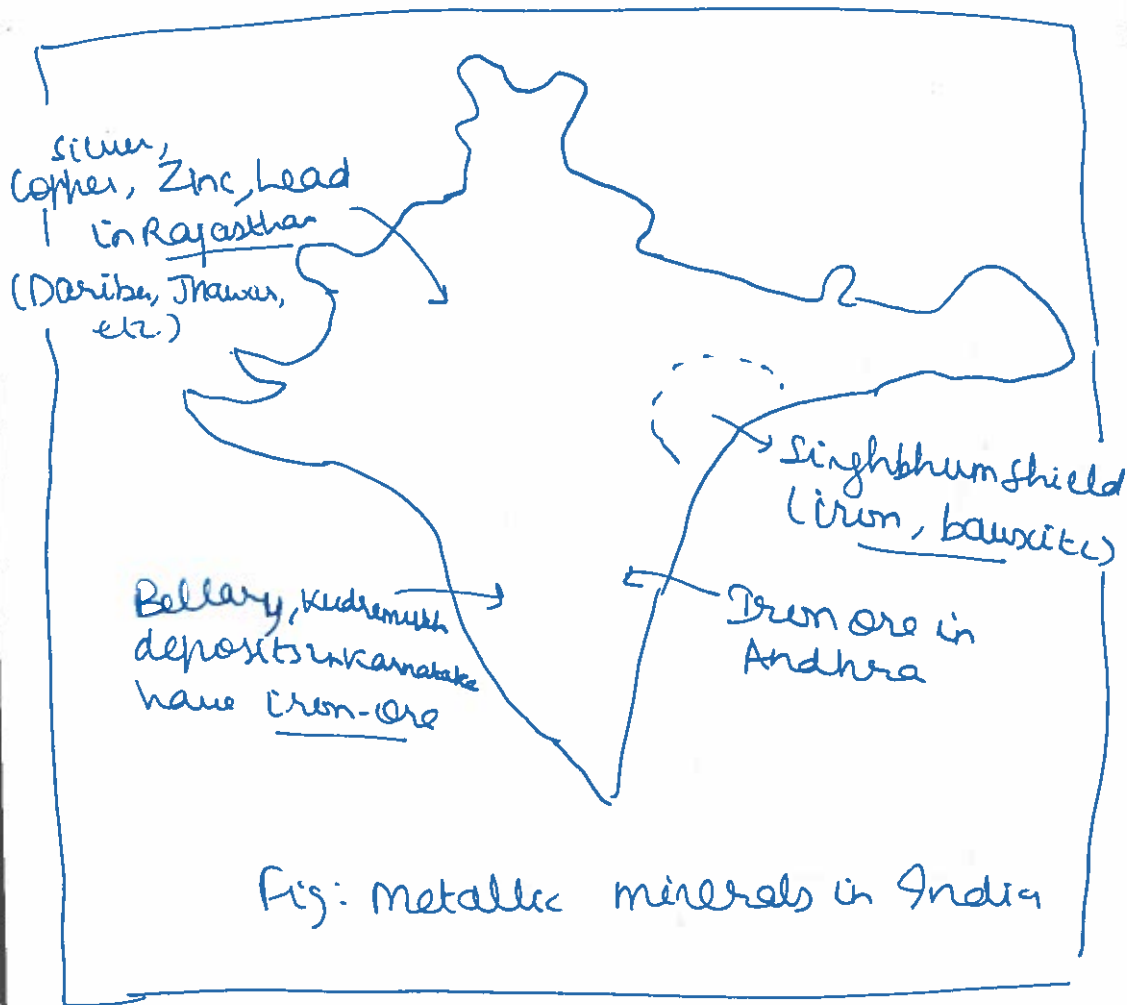 Silver,
Copper, Zinc, Lead
in Rajasthan
(Dariba, Jhawar,
etc.)
Singhbhum Shield
(iron, bauxite)
Bellary, Kudremukh
deposits in Karnataka
have iron-ore
Iron ore in
Andhra
Fig: Metallic minerals in India